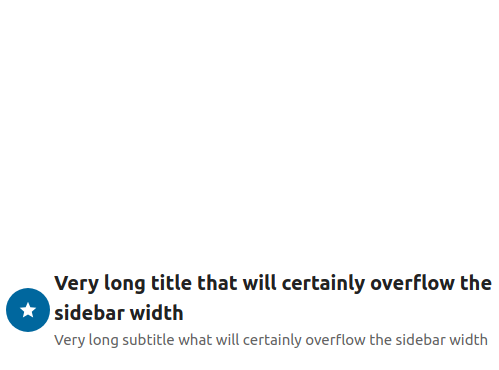 Very long title that will certainly overflow the
sidebar width
Very long subtitle what will certainly overflow the sidebar width